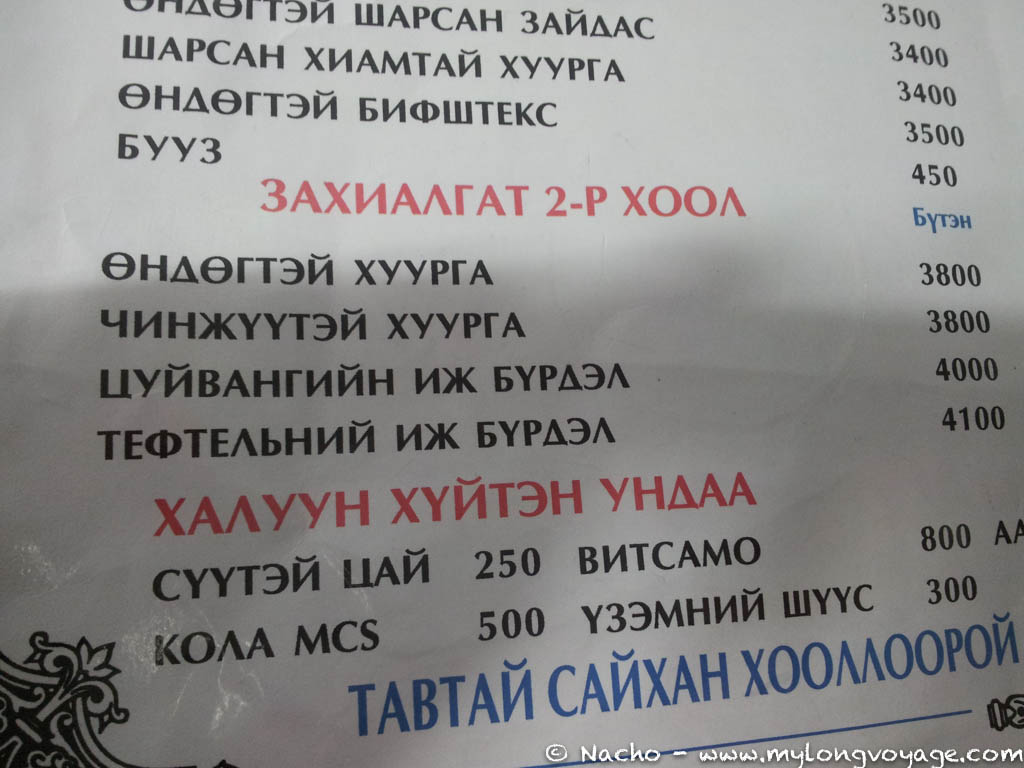 3500
ӨНДӨГТЭЙ ШАРСАН ЗАЙДАС 3400
ШАРСАН ХИАМТАЙ ХУУРГА 3400
ӨНДӨГТЭЙ БИФШТЕКС 3500
БУУЗ 450
ЗАХИАЛГАТ 2-Р ХООЛ Бүтэн
ӨНДӨГТЭЙ ХУУРГА 3800
ЧИНЖҮҮТЭЙ ХУУРГА 3800
ЦУЙВАНГИЙН ИЖ БҮРДЭЛ 4000
ТЕФТЕЛЬНИЙ ИЖ БҮРДЭЛ 4100
ХАЛУУН ХҮЙТЭН УНДАА
СҮҮТЭЙ ЦАЙ 250 ВИТСАМО 800
КОЛА MCS 500 ҮЗЭМНИЙ ШҮҮС 300
ТАВТАЙ САЙХАН ХООЛЛООРОЙ
© Nacho - www.mylongvoyage.com